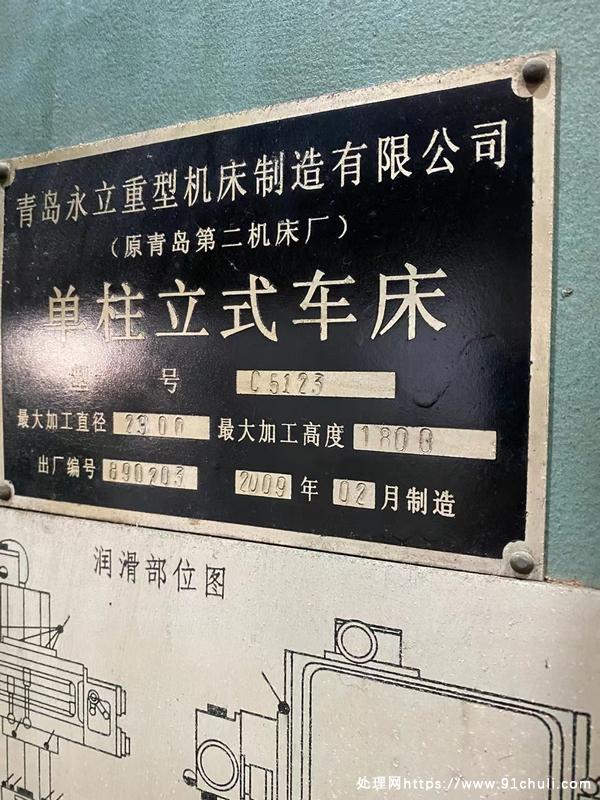 青岛永立重型机床制造有限公司
（原青岛第二机床厂）
单柱立式车床
型 号 C5123
最大加工直径 2300 最大加工高度 1800
出厂编号 890203 2009 年 02 月制造
润滑部位图
处理网https://www.91chuli.com